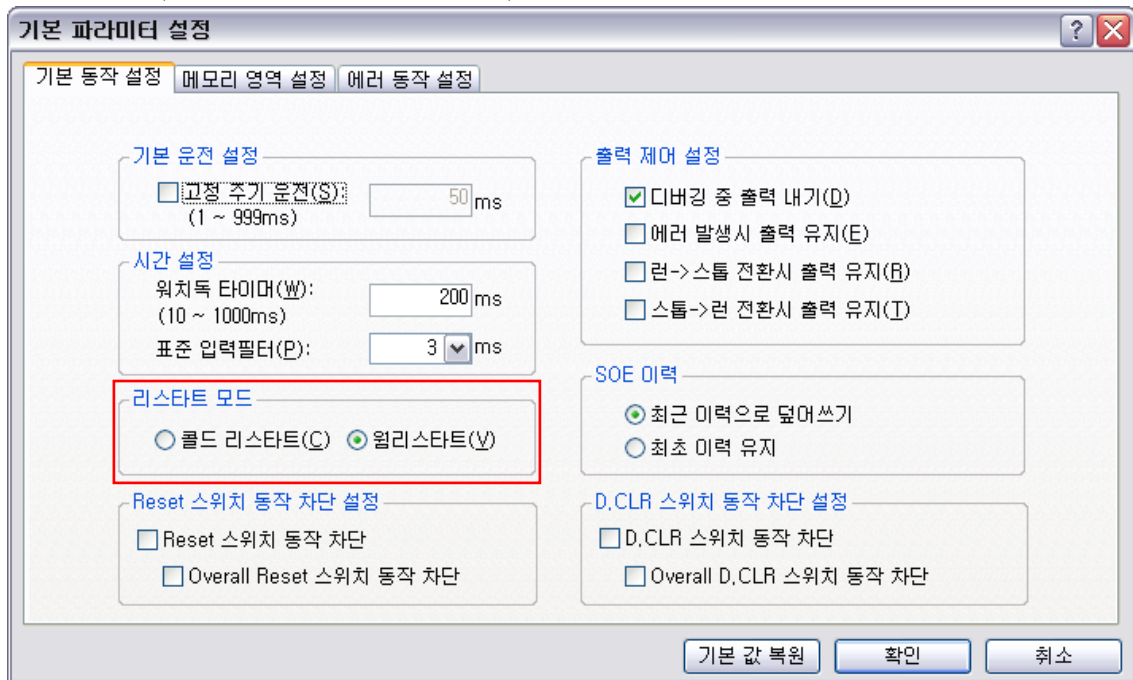 기본 파라미터 설정
기본 동작 설정 메모리 영역 설정 에러 동작 설정
기본 운전 설정
고정 주기 운전(S): 50 ms
(1 ~ 999ms)
시간 설정
워치독 타이머(W): 200 ms
(10 ~ 1000ms)
표준 입력필터(P): 3 ms
리스타트 모드
콜드 리스타트(C) 웜리스타트(V)
Reset 스위치 동작 차단 설정
Reset 스위치 동작 차단
Overall Reset 스위치 동작 차단
출력 제어 설정
디버깅 중 출력 내기(D)
에러 발생시 출력 유지(E)
런->스톱 전환시 출력 유지(R)
스톱->런 전환시 출력 유지(T)
SOE 이력
최근 이력으로 덮어쓰기
최초 이력 유지
D.CLR 스위치 동작 차단 설정
D.CLR 스위치 동작 차단
Overall D.CLR 스위치 동작 차단
기본 값 복원 확인 취소